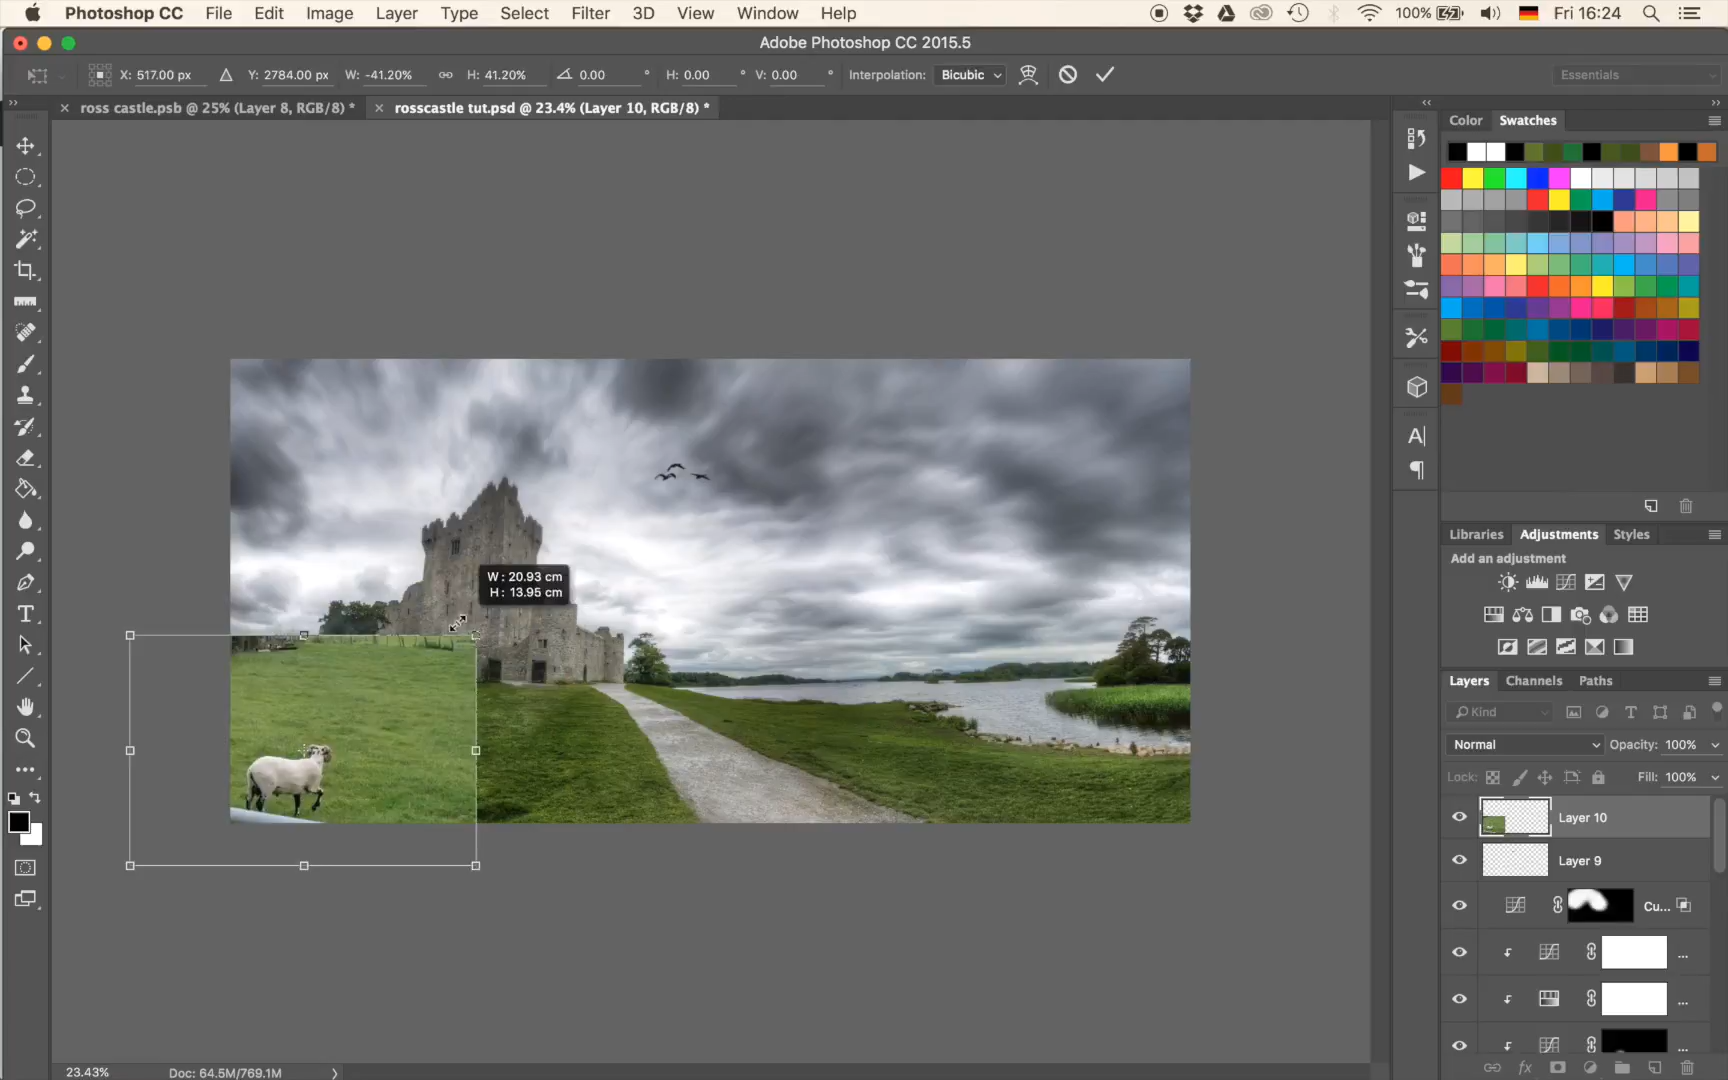 Photoshop CC File Edit Image Layer Type Select Filter 3D View Window Help 100% Fri 16:24
Adobe Photoshop CC 2015.5
X: 517.00 px Y: 2784.00 px W: -41.20% H: 41.20% 0.00 ° H: 0.00 ° V: 0.00 ° Interpolation: Bicubic Essentials
ross castle.psb @ 25% (Layer 8, RGB/8) * rosscastle tut.psd @ 23.4% (Layer 10, RGB/8) *
Color Swatches
W: 20.93 cm
H: 13.95 cm
Libraries Adjustments Styles
Add an adjustment
Layers Channels Paths
Kind
Normal Opacity: 100%
Lock: Fill: 100%
Layer 10
Layer 9
Cu...
...
...
...
23.43% Doc: 64.5M/769.1M